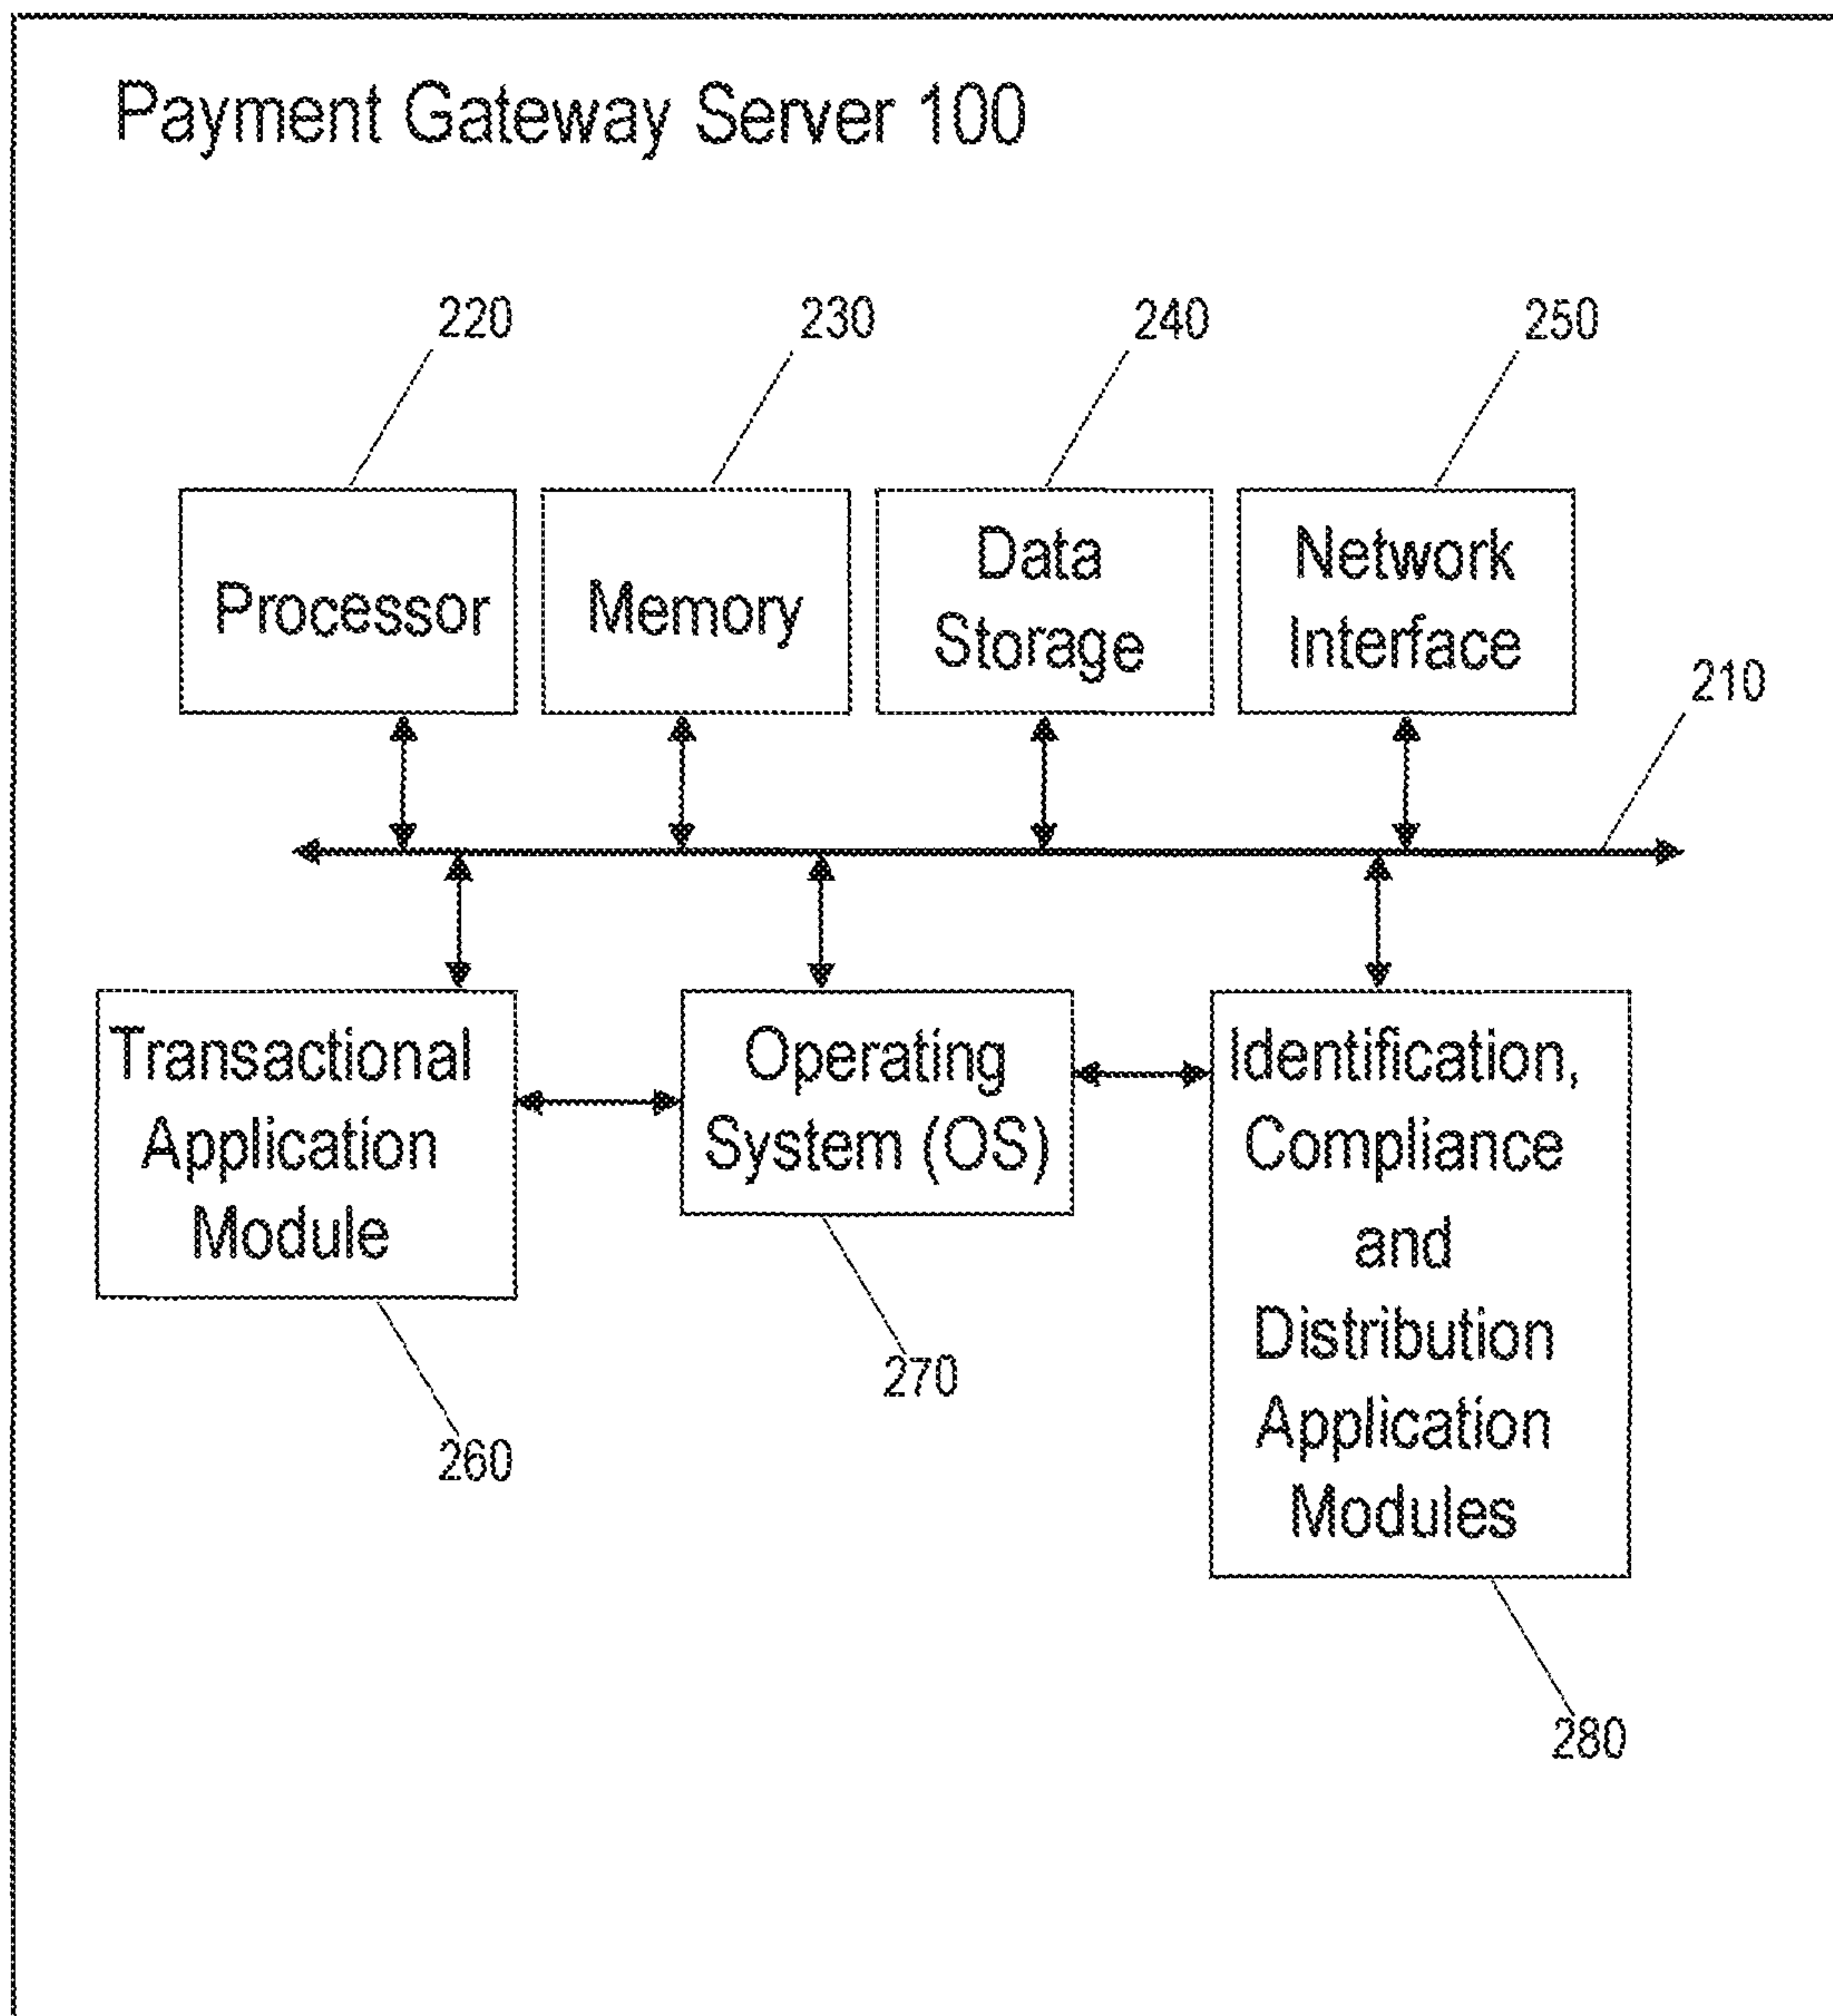 Payment Gateway Server 100
220
230
240
250
Processor
Memory
Data
Storage
Network
Interface
210
Transactional
Application
Module
Operating
System (OS)
Identification,
Compliance
and
Distribution
Application
Modules
260
270
280